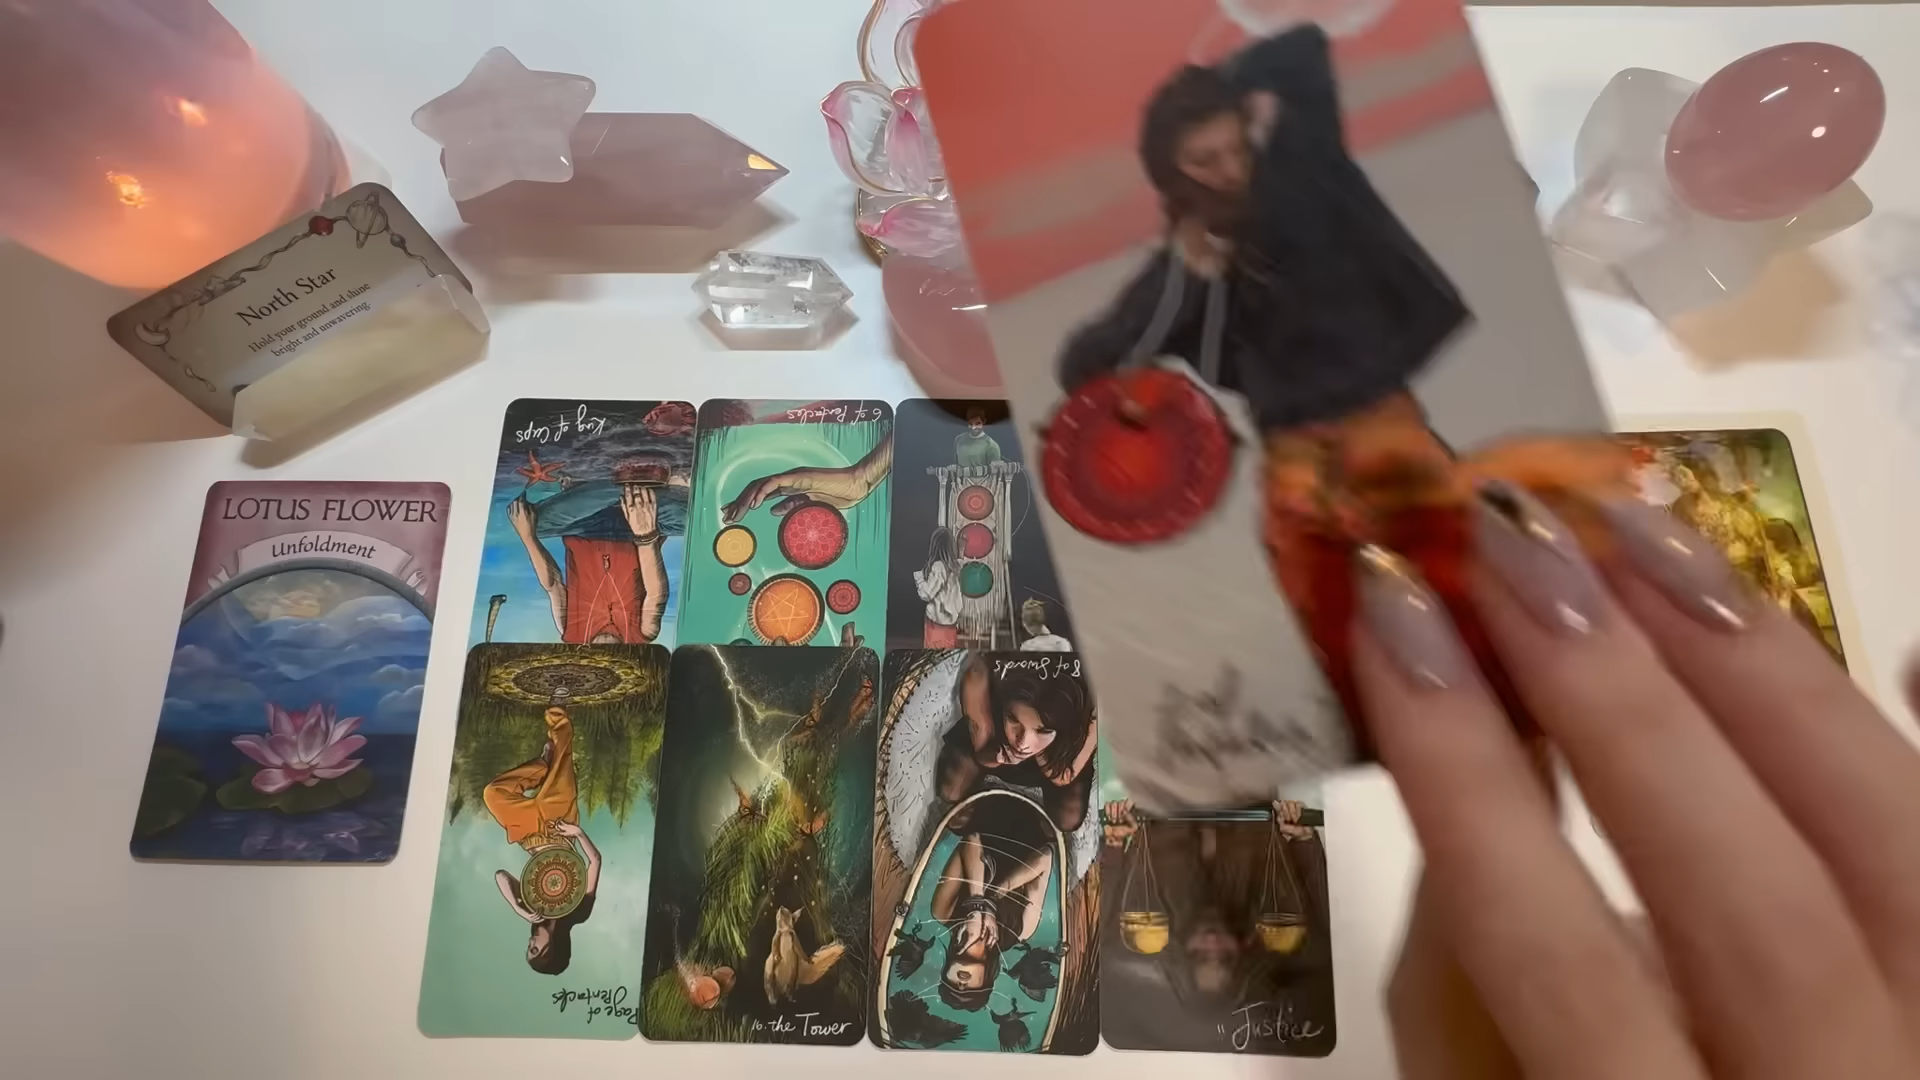 North Star
Hold your ground and shine
bright and unwavering.
LOTUS FLOWER
Unfoldment
King of Cups
6 of Pentacles
8 of Swords
Page of
Pentacles
16. the Tower
11 Justice